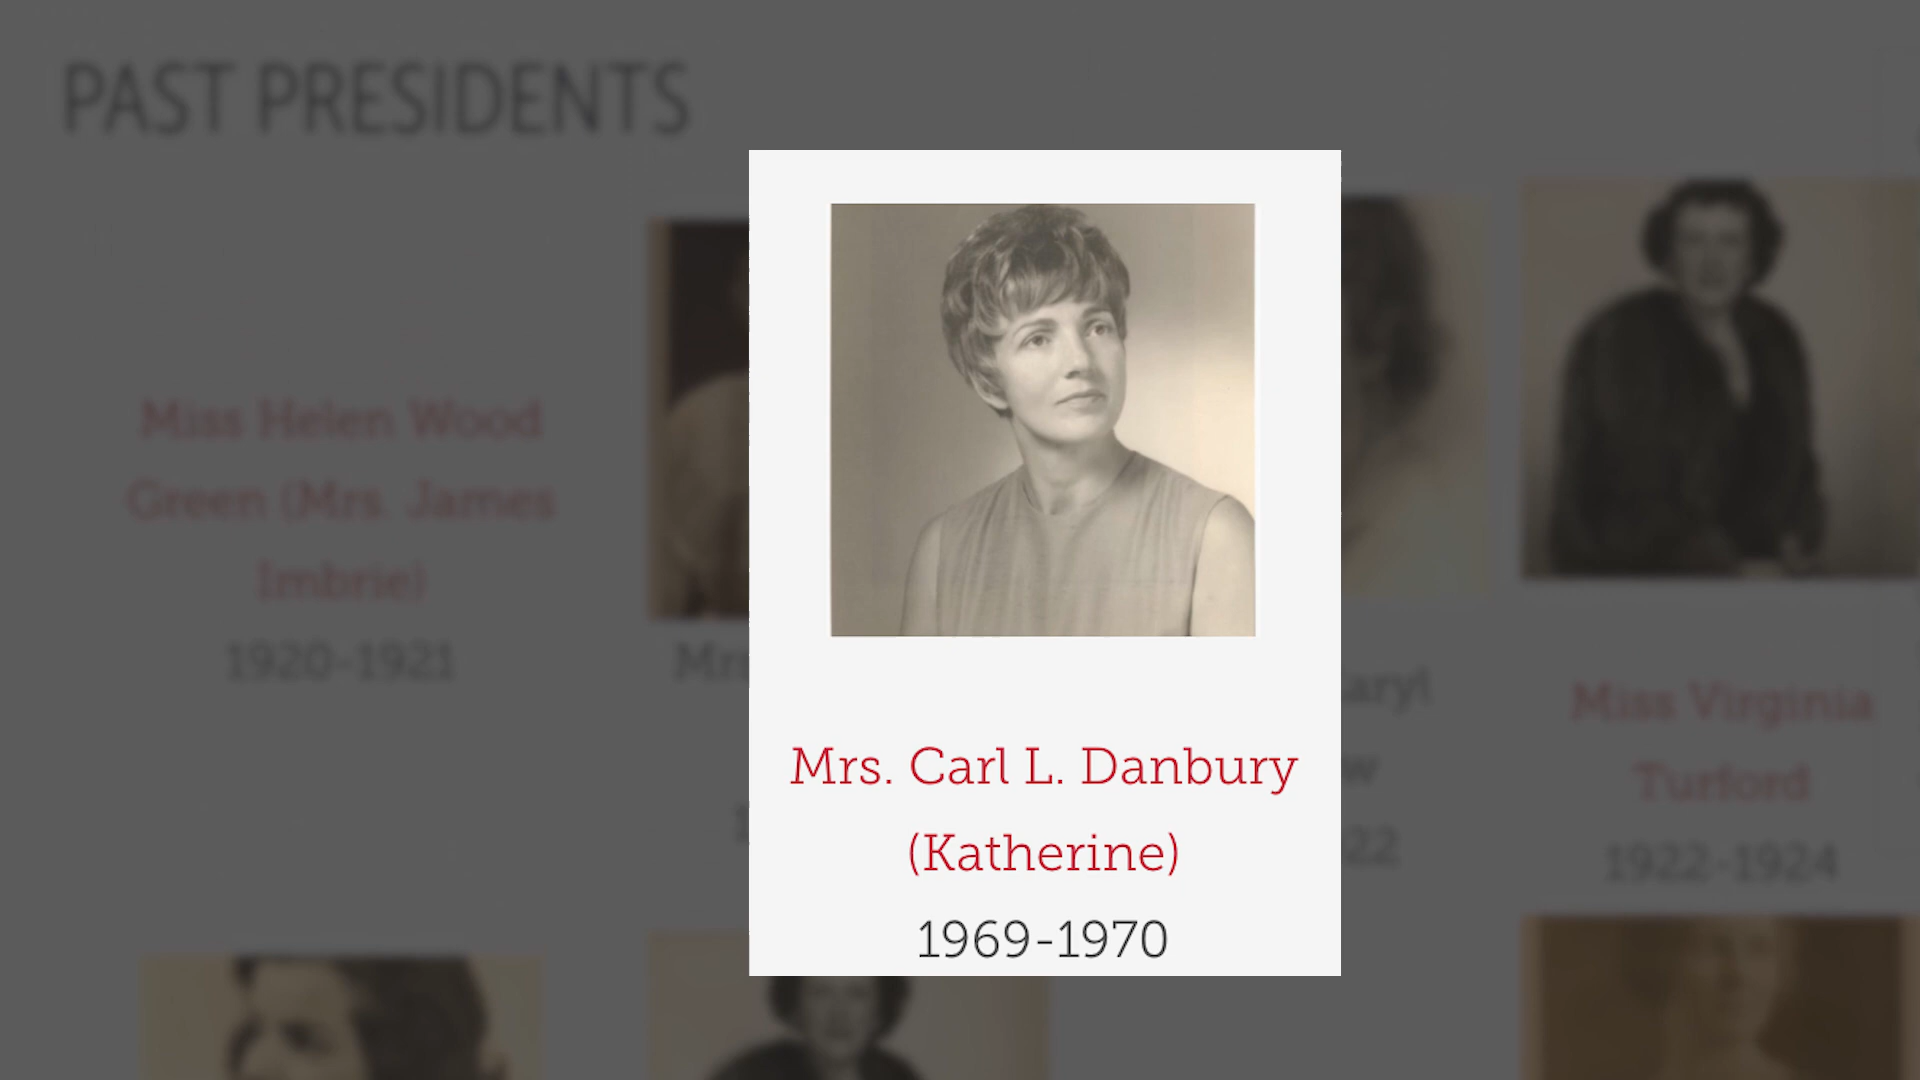 PAST PRESIDENTS
Miss Helen Wood
Green (Mrs. James
Imbrie)
1920-1921
Mrs. Carl L. Danbury
(Katherine)
1969-1970
Miss Virginia
Turford
1922-1924